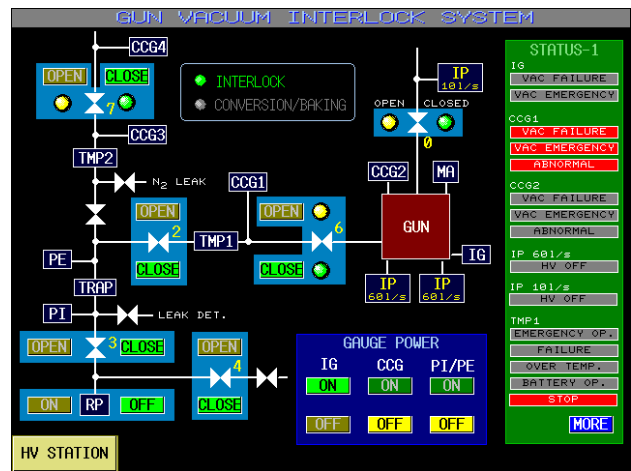 GUN VACUUM INTERLOCK SYSTEM
CCG4
OPEN CLOSE
7
CCG3
TMP2
N2 LEAK
INTERLOCK
CONVERSION/BAKING
IP
10l/s
OPEN CLOSED
0
CCG2 MA
CCG1
GUN
IG
IP
60l/s
IP
60l/s
OPEN
2
CLOSE
TMP1
OPEN
6
CLOSE
PE
TRAP
PI
LEAK DET.
OPEN 3 CLOSE
OPEN
4
CLOSE
ON RP OFF
GAUGE POWER
IG CCG PI/PE
ON ON ON
OFF OFF OFF
HV STATION
STATUS-1
IG
VAC FAILURE
VAC EMERGENCY
CCG1
VAC FAILURE
VAC EMERGENCY
ABNORMAL
CCG2
VAC FAILURE
VAC EMERGENCY
ABNORMAL
IP 60l/s
HV OFF
IP 10l/s
HV OFF
TMP1
EMERGENCY OP.
FAILURE
OVER TEMP.
BATTERY OP.
STOP
MORE